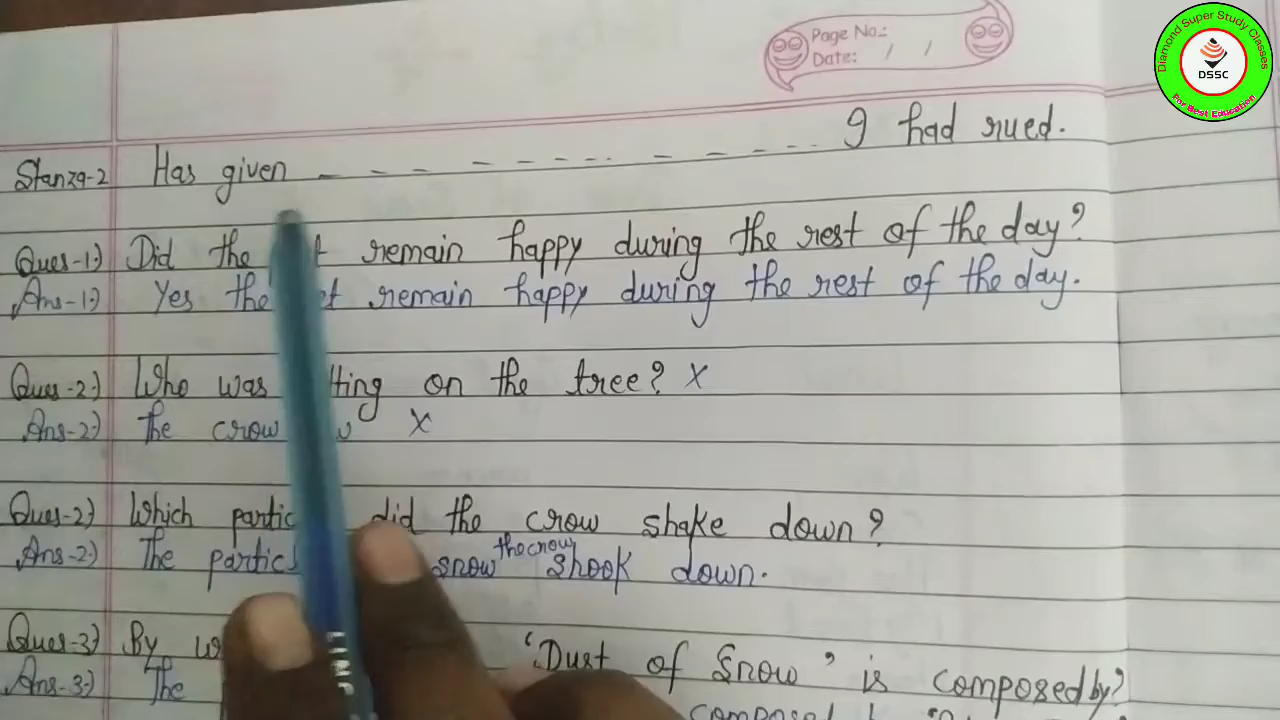 Page No.:
Date: / /
Diamond Super Study Classes
DSSC
For Best Education
Stanza-2 Has given _ _ _ _ _ _ _ _ _ _ I had rued.
Ques-1:) Did the remain happy during the rest of the day?
Ans-1:) Yes the remain happy during the rest of the day.
Ques-2:) Who was on the tree? x
Ans-2:) The crow x
Ques-2) Which did the crow shake down?
Ans-2:) The snow the crow shook down.
Ques-3) By 'Dust of Snow' is composed by?
Ans-3:) The
LINC